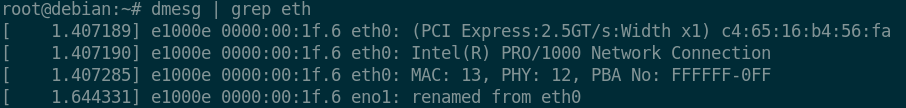 root@debian:~# dmesg | grep eth
[    1.407189] e1000e 0000:00:1f.6 eth0: (PCI Express:2.5GT/s:Width x1) c4:65:16:b4:56:fa
[    1.407190] e1000e 0000:00:1f.6 eth0: Intel(R) PRO/1000 Network Connection
[    1.407285] e1000e 0000:00:1f.6 eth0: MAC: 13, PHY: 12, PBA No: FFFFFF-0FF
[    1.644331] e1000e 0000:00:1f.6 eno1: renamed from eth0